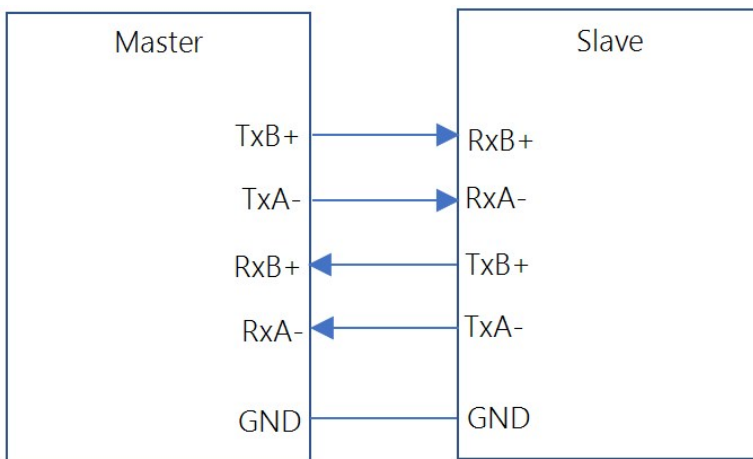 Master
TxB+
TxA-
RxB+
RxA-
GND
Slave
RxB+
RxA-
TxB+
TxA-
GND